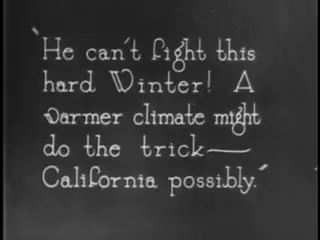 "He can't fight this
hard Winter! A
warmer climate might
do the trick—
California possibly."